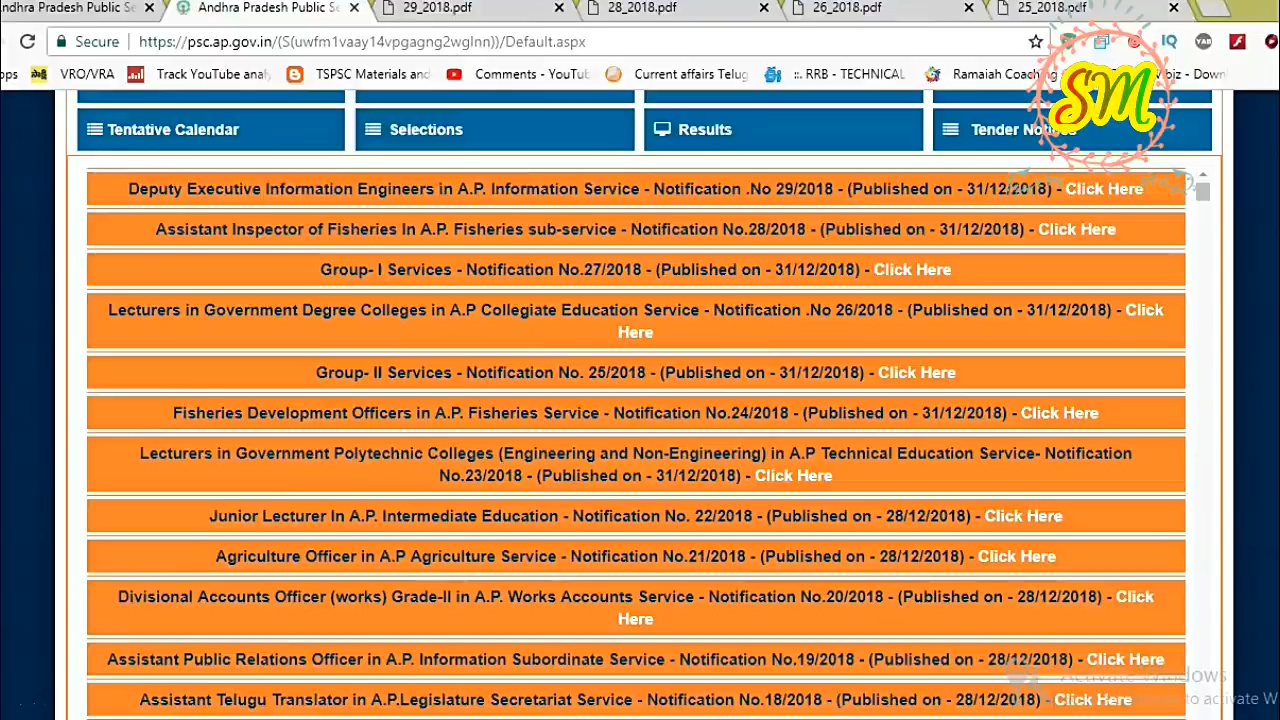 ndhra Pradesh Public Se
Andhra Pradesh Public Se
29_2018.pdf
28_2018.pdf
26_2018.pdf
25_2018.pdf
Secure
https://psc.ap.gov.in/(S(uwfm1vaay14vpgagng2wglnn))/Default.aspx
IQ
YAB
pps
VRO/VRA
Track YouTube anal
TSPSC Materials and
Comments - YouTub
Current affairs Telug
::. RRB - TECHNICAL
Ramaiah Coaching
biz - Down
SM
Tentative Calendar
Selections
Results
Tender Notices
Deputy Executive Information Engineers in A.P. Information Service - Notification .No 29/2018 - (Published on - 31/12/2018) - Click Here
Assistant Inspector of Fisheries In A.P. Fisheries sub-service - Notification No.28/2018 - (Published on - 31/12/2018) - Click Here
Group- I Services - Notification No.27/2018 - (Published on - 31/12/2018) - Click Here
Lecturers in Government Degree Colleges in A.P Collegiate Education Service - Notification .No 26/2018 - (Published on - 31/12/2018) - Click
Here
Group- II Services - Notification No. 25/2018 - (Published on - 31/12/2018) - Click Here
Fisheries Development Officers in A.P. Fisheries Service - Notification No.24/2018 - (Published on - 31/12/2018) - Click Here
Lecturers in Government Polytechnic Colleges (Engineering and Non-Engineering) in A.P Technical Education Service- Notification
No.23/2018 - (Published on - 31/12/2018) - Click Here
Junior Lecturer In A.P. Intermediate Education - Notification No. 22/2018 - (Published on - 28/12/2018) - Click Here
Agriculture Officer in A.P Agriculture Service - Notification No.21/2018 - (Published on - 28/12/2018) - Click Here
Divisional Accounts Officer (works) Grade-II in A.P. Works Accounts Service - Notification No.20/2018 - (Published on - 28/12/2018) - Click
Here
Assistant Public Relations Officer in A.P. Information Subordinate Service - Notification No.19/2018 - (Published on - 28/12/2018) - Click Here
Activate Windows
Assistant Telugu Translator in A.P.Legislature Secretariat Service - Notification No.18/2018 - (Published on - 28/12/2018) - Click Here
to activate W